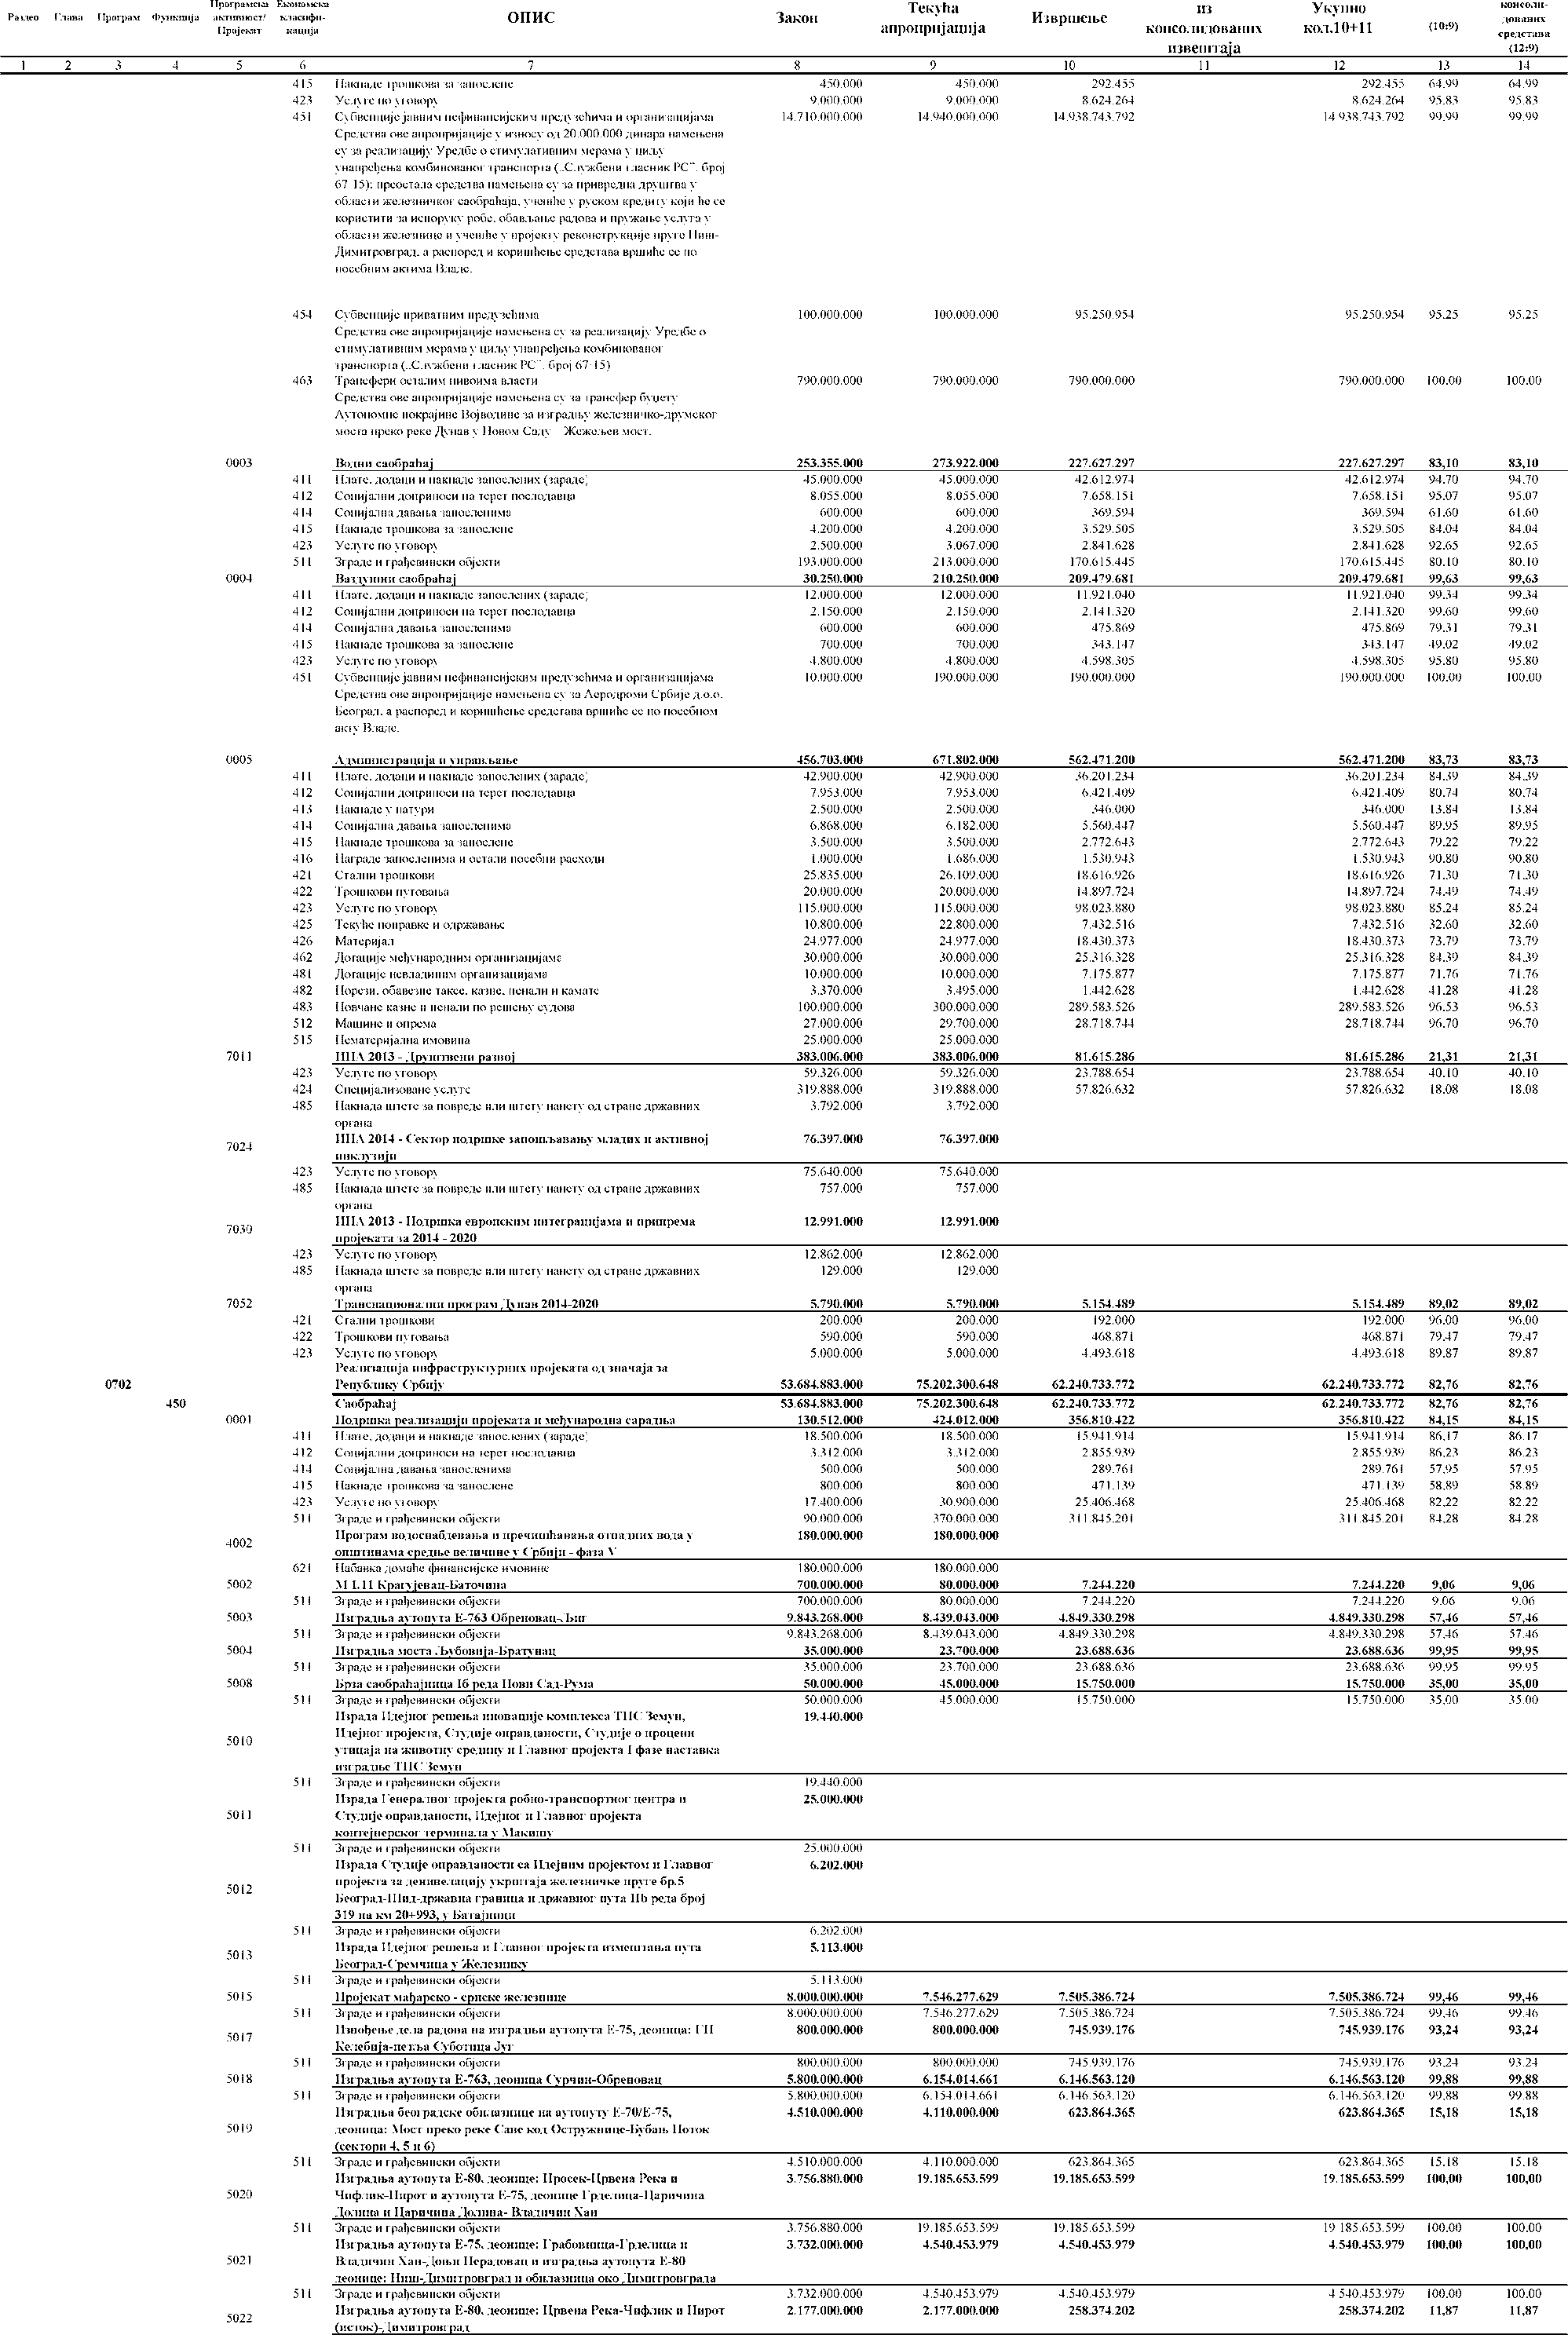 Раздео Глава Програм Функција Програмска активност/ Пројекат Економска класифи-кација ОПИС Закон Текућа апропријација Извршење из консолидованих извештаја Укупно кол.10+11 (10:9) консоли-дованих средстава (12:9)
1 2 3 4 5 6 7 8 9 10 11 12 13 14
415 Накнаде трошкова за запослене 450.000 450.000 292.455 292.455 64,99 64,99
423 Услуге по уговору 9.000.000 9.000.000 8.624.264 8.624.264 95,83 95,83
451 Субвенције јавним нефинансијским предузећима и организацијама 14.710.000.000 14.940.000.000 14.938.743.792 14.938.743.792 99,99 99,99
Средства ове апропријације у износу од 20.000.000 динара намењена
су за реализацију Уредбе о стимулативним мерама у циљу
унапређења комбинованог транспорта („Службени гласник РС”, број
67/15); преостала средства намењена су за привредна друштва у
области железничког саобраћаја, учешће у руском кредиту који ће се
користити за испоруку робе, обављање радова и пружање услуга у
области железнице и учешће у пројекту реконструкције пруге Ниш-
Димитровград, а распоред и коришћење средстава вршиће се по
посебним актима Владе.
454 Субвенције приватним предузећима 100.000.000 100.000.000 95.250.954 95.250.954 95,25 95,25
Средства ове апропријације намењена су за реализацију Уредбе о
стимулативним мерама у циљу унапређења комбинованог
транспорта („Службени гласник РС”, број 67/15)
463 Трансфери осталим нивоима власти 790.000.000 790.000.000 790.000.000 790.000.000 100,00 100,00
Средства ове апропријације намењена су за трансфер буџету
Аутономне покрајине Војводине за изградњу железничко-друмског
моста преко реке Дунав у Новом Саду - Жежељев мост.
0003 Водни саобраћај 253.355.000 273.922.000 227.627.297 227.627.297 83,10 83,10
411 Плате, додаци и накнаде запослених (зараде) 45.000.000 45.000.000 42.612.974 42.612.974 94,70 94,70
412 Социјални доприноси на терет послодавца 8.055.000 8.055.000 7.658.151 7.658.151 95,07 95,07
414 Социјална давања запосленима 600.000 600.000 369.594 369.594 61,60 61,60
415 Накнаде трошкова за запослене 4.200.000 4.200.000 3.529.505 3.529.505 84,04 84,04
423 Услуге по уговору 2.500.000 3.067.000 2.841.628 2.841.628 92,65 92,65
511 Зграде и грађевински објекти 193.000.000 213.000.000 170.615.445 170.615.445 80,10 80,10
0004 Ваздушни саобраћај 30.250.000 210.250.000 209.479.681 209.479.681 99,63 99,63
411 Плате, додаци и накнаде запослених (зараде) 12.000.000 12.000.000 11.921.040 11.921.040 99,34 99,34
412 Социјални доприноси на терет послодавца 2.150.000 2.150.000 2.141.320 2.141.320 99,60 99,60
414 Социјална давања запосленима 600.000 600.000 475.869 475.869 79,31 79,31
415 Накнаде трошкова за запослене 700.000 700.000 343.147 343.147 49,02 49,02
423 Услуге по уговору 4.800.000 4.800.000 4.598.305 4.598.305 95,80 95,80
451 Субвенције јавним нефинансијским предузећима и организацијама 10.000.000 190.000.000 190.000.000 190.000.000 100,00 100,00
Средства ове апропријације намењена су за Аеродроми Србије д.о.о.
Београд, а распоред и коришћење средстава вршиће се по посебном
акту Владе.
0005 Администрација и управљање 456.703.000 671.802.000 562.471.200 562.471.200 83,73 83,73
411 Плате, додаци и накнаде запослених (зараде) 42.900.000 42.900.000 36.201.234 36.201.234 84,39 84,39
412 Социјални доприноси на терет послодавца 7.953.000 7.953.000 6.421.409 6.421.409 80,74 80,74
413 Накнаде у натури 2.500.000 2.500.000 346.000 346.000 13,84 13,84
414 Социјална давања запосленима 6.868.000 6.182.000 5.560.447 5.560.447 89,95 89,95
415 Накнаде трошкова за запослене 3.500.000 3.500.000 2.772.643 2.772.643 79,22 79,22
416 Награде запосленима и остали посебни расходи 1.000.000 1.686.000 1.530.943 1.530.943 90,80 90,80
421 Стални трошкови 25.835.000 26.109.000 18.616.926 18.616.926 71,30 71,30
422 Трошкови путовања 20.000.000 20.000.000 14.897.724 14.897.724 74,49 74,49
423 Услуге по уговору 115.000.000 115.000.000 98.023.880 98.023.880 85,24 85,24
425 Текуће поправке и одржавање 10.800.000 22.800.000 7.432.516 7.432.516 32,60 32,60
426 Материјал 24.977.000 24.977.000 18.430.373 18.430.373 73,79 73,79
462 Дотације међународним организацијама 30.000.000 30.000.000 25.316.328 25.316.328 84,39 84,39
481 Дотације невладиним организацијама 10.000.000 10.000.000 7.175.877 7.175.877 71,76 71,76
482 Порези, обавезне таксе, казне, пенали и камате 3.370.000 3.495.000 1.442.628 1.442.628 41,28 41,28
483 Новчане казне и пенали по решењу судова 100.000.000 300.000.000 289.583.526 289.583.526 96,53 96,53
512 Машине и опрема 27.000.000 29.700.000 28.718.744 28.718.744 96,70 96,70
515 Нематеријална имовина 25.000.000 25.000.000
7011 ИПА 2013 - Друштвени развој 383.006.000 383.006.000 81.615.286 81.615.286 21,31 21,31
423 Услуге по уговору 59.326.000 59.326.000 23.788.654 23.788.654 40,10 40,10
424 Специјализоване услуге 319.888.000 319.888.000 57.826.632 57.826.632 18,08 18,08
485 Накнада штете за повреде или штету нанету од стране државних 3.792.000 3.792.000
органа
7024 ИПА 2014 - Сектор подршке запошљавању младих и активној 76.397.000 76.397.000
инклузији
423 Услуге по уговору 75.640.000 75.640.000
485 Накнада штете за повреде или штету нанету од стране државних 757.000 757.000
органа
7030 ИПА 2013 - Подршка европским интеграцијама и припрема 12.991.000 12.991.000
пројеката за 2014 - 2020
423 Услуге по уговору 12.862.000 12.862.000
485 Накнада штете за повреде или штету нанету од стране државних 129.000 129.000
органа
7052 Транснационални програм Дунав 2014-2020 5.790.000 5.790.000 5.154.489 5.154.489 89,02 89,02
421 Стални трошкови 200.000 200.000 192.000 192.000 96,00 96,00
422 Трошкови путовања 590.000 590.000 468.871 468.871 79,47 79,47
423 Услуге по уговору 5.000.000 5.000.000 4.493.618 4.493.618 89,87 89,87
Реализација инфраструктурних пројеката од значаја за
0702 Републику Србију 53.684.883.000 75.202.300.648 62.240.733.772 62.240.733.772 82,76 82,76
450 Саобраћај 53.684.883.000 75.202.300.648 62.240.733.772 62.240.733.772 82,76 82,76
0001 Подршка реализацији пројеката и међународна сарадња 130.512.000 424.012.000 356.810.422 356.810.422 84,15 84,15
411 Плате, додаци и накнаде запослених (зараде) 18.500.000 18.500.000 15.941.914 15.941.914 86,17 86,17
412 Социјални доприноси на терет послодавца 3.312.000 3.312.000 2.855.939 2.855.939 86,23 86,23
414 Социјална давања запосленима 500.000 500.000 289.761 289.761 57,95 57,95
415 Накнаде трошкова за запослене 800.000 800.000 471.139 471.139 58,89 58,89
423 Услуге по уговору 17.400.000 30.900.000 25.406.468 25.406.468 82,22 82,22
511 Зграде и грађевински објекти 90.000.000 370.000.000 311.845.201 311.845.201 84,28 84,28
4002 Програм водоснабдевања и пречишћавања отпадних вода у 180.000.000 180.000.000
општинама средње величине у Србији - фаза V
621 Набавка домаће финансијске имовине 180.000.000 180.000.000
5002 М 1.11 Крагујевац-Баточина 700.000.000 80.000.000 7.244.220 7.244.220 9,06 9,06
511 Зграде и грађевински објекти 700.000.000 80.000.000 7.244.220 7.244.220 9,06 9,06
5003 Изградња аутопута Е-763 Обреновац-Љиг 9.843.268.000 8.439.043.000 4.849.330.298 4.849.330.298 57,46 57,46
511 Зграде и грађевински објекти 9.843.268.000 8.439.043.000 4.849.330.298 4.849.330.298 57,46 57,46
5004 Изградња моста Љубовија-Братунац 35.000.000 23.700.000 23.688.636 23.688.636 99,95 99,95
511 Зграде и грађевински објекти 35.000.000 23.700.000 23.688.636 23.688.636 99,95 99,95
5008 Брза саобраћајница Iб реда Нови Сад-Рума 50.000.000 45.000.000 15.750.000 15.750.000 35,00 35,00
511 Зграде и грађевински објекти 50.000.000 45.000.000 15.750.000 15.750.000 35,00 35,00
Израда Идејног решења иновације комплекса ТПС Земун, 19.440.000
5010 Идејног пројекта, Студије оправданости, Студије о процени
утицаја на животну средину и Главног пројекта I фазе наставка
изградње ТПС Земун
511 Зграде и грађевински објекти 19.440.000
Израда Генералног пројекта робно-транспортног центра и 25.000.000
5011 Студије оправданости, Идејног и Главног пројекта
контејнерског терминала у Макишу
511 Зграде и грађевински објекти 25.000.000
Израда Студије оправданости са Идејним пројектом и Главног 6.202.000
5012 пројекта за денивелацију укрштаја железничке пруге бр.5
Београд-Шид-државна граница и државног пута IIб реда број
319 на км 20+993, у Батајници
511 Зграде и грађевински објекти 6.202.000
5013 Израда Идејног решења и Главног пројекта измештања пута 5.113.000
Београд-Сремчица у Железнику
511 Зграде и грађевински објекти 5.113.000
5015 Пројекат мађарско - српске железнице 8.000.000.000 7.546.277.629 7.505.386.724 7.505.386.724 99,46 99,46
511 Зграде и грађевински објекти 8.000.000.000 7.546.277.629 7.505.386.724 7.505.386.724 99,46 99,46
5017 Извођење дела радова на изградњи аутопута Е-75, деоница: ГП 800.000.000 800.000.000 745.939.176 745.939.176 93,24 93,24
Келебија-петља Суботица Југ
511 Зграде и грађевински објекти 800.000.000 800.000.000 745.939.176 745.939.176 93,24 93,24
5018 Изградња аутопута Е-763, деоница Сурчин-Обреновац 5.800.000.000 6.154.014.661 6.146.563.120 6.146.563.120 99,88 99,88
511 Зграде и грађевински објекти 5.800.000.000 6.154.014.661 6.146.563.120 6.146.563.120 99,88 99,88
Изградња београдске обилазнице на аутопуту Е-70/Е-75, 4.510.000.000 4.110.000.000 623.864.365 623.864.365 15,18 15,18
5019 деоница: Мост преко реке Саве код Остружнице-Бубањ Поток
(сектори 4, 5 и 6)
511 Зграде и грађевински објекти 4.510.000.000 4.110.000.000 623.864.365 623.864.365 15,18 15,18
Изградња аутопута Е-80, деонице: Просек-Црвена Река и 3.756.880.000 19.185.653.599 19.185.653.599 19.185.653.599 100,00 100,00
5020 Чифлик-Пирот и аутопута Е-75, деонице Грделица-Царичина
Долина и Царичина Долина- Владичин Хан
511 Зграде и грађевински објекти 3.756.880.000 19.185.653.599 19.185.653.599 19.185.653.599 100,00 100,00
Изградња аутопута Е-75, деонице: Грабовница-Грделица и 3.732.000.000 4.540.453.979 4.540.453.979 4.540.453.979 100,00 100,00
5021 Владичин Хан-Доњи Нерадовац и изградња аутопута Е-80
деонице: Ниш-Димитровград и обилазница око Димитровграда
511 Зграде и грађевински објекти 3.732.000.000 4.540.453.979 4.540.453.979 4.540.453.979 100,00 100,00
5022 Изградња аутопута Е-80, деонице: Црвена Река-Чифлик и Пирот 2.177.000.000 2.177.000.000 258.374.202 258.374.202 11,87 11,87
(исток)-Димитровград